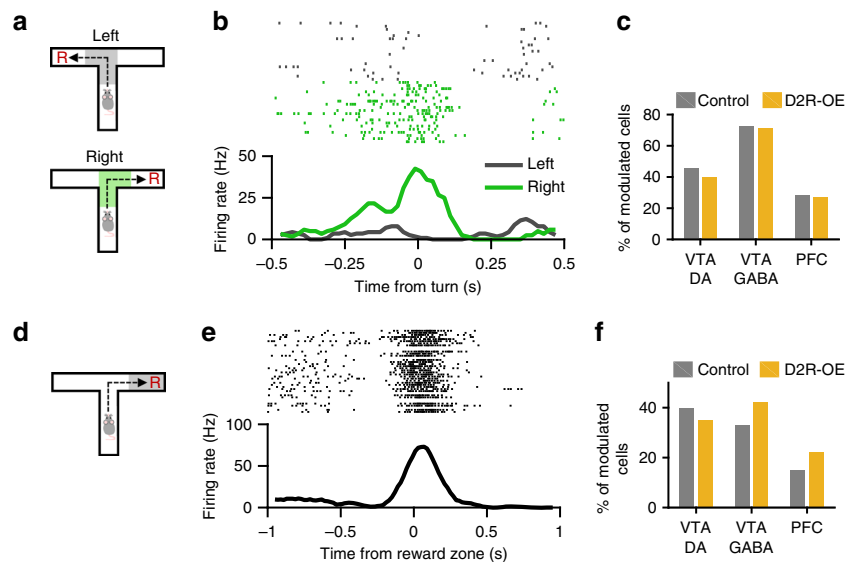 a
Left
R
Right
R
b
Firing rate (Hz)
50
25
0
Left
Right
–0.5
–0.25
0
0.25
0.5
Time from turn (s)
c
Control
D2R-OE
% of modulated cells
80
60
40
20
0
VTA
DA
VTA
GABA
PFC
d
R
e
Firing rate (Hz)
100
50
0
–1
–0.5
0
0.5
1
Time from reward zone (s)
f
Control
D2R-OE
% of modulated
cells
40
20
0
VTA
DA
VTA
GABA
PFC